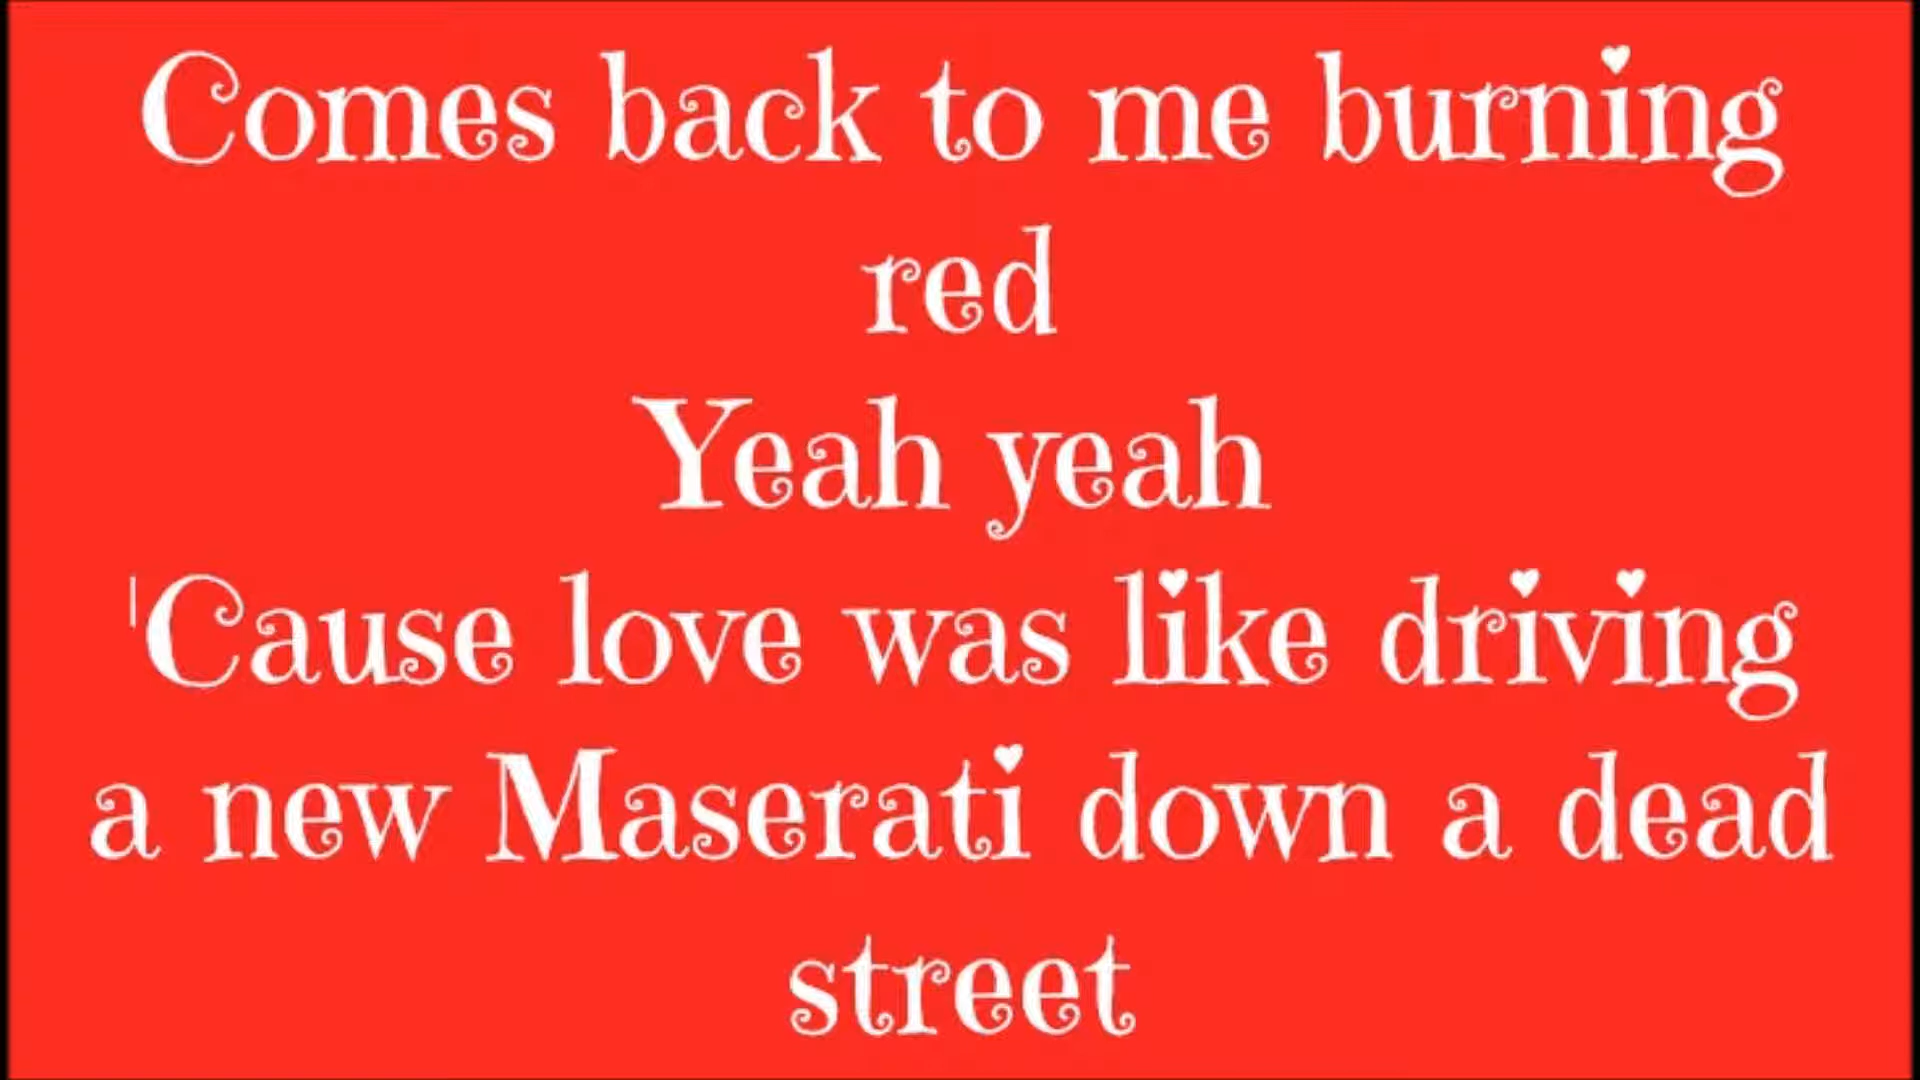 Comes back to me burning
red
Yeah yeah
'Cause love was like driving
a new Maserati down a dead
street